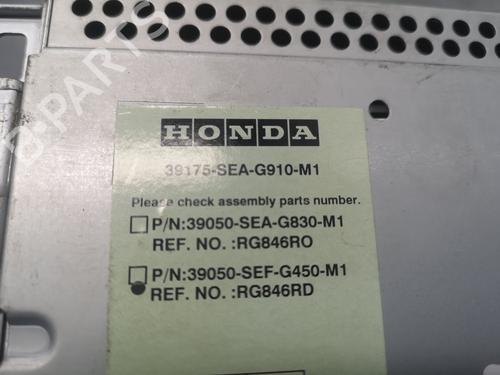 HONDA
39175-SEA-G910-M1
Please check assembly parts number.
P/N:39050-SEA-G830-M1
REF. NO. :RG846RO
P/N:39050-SEF-G450-M1
REF. NO. :RG846RD
B-PARTS